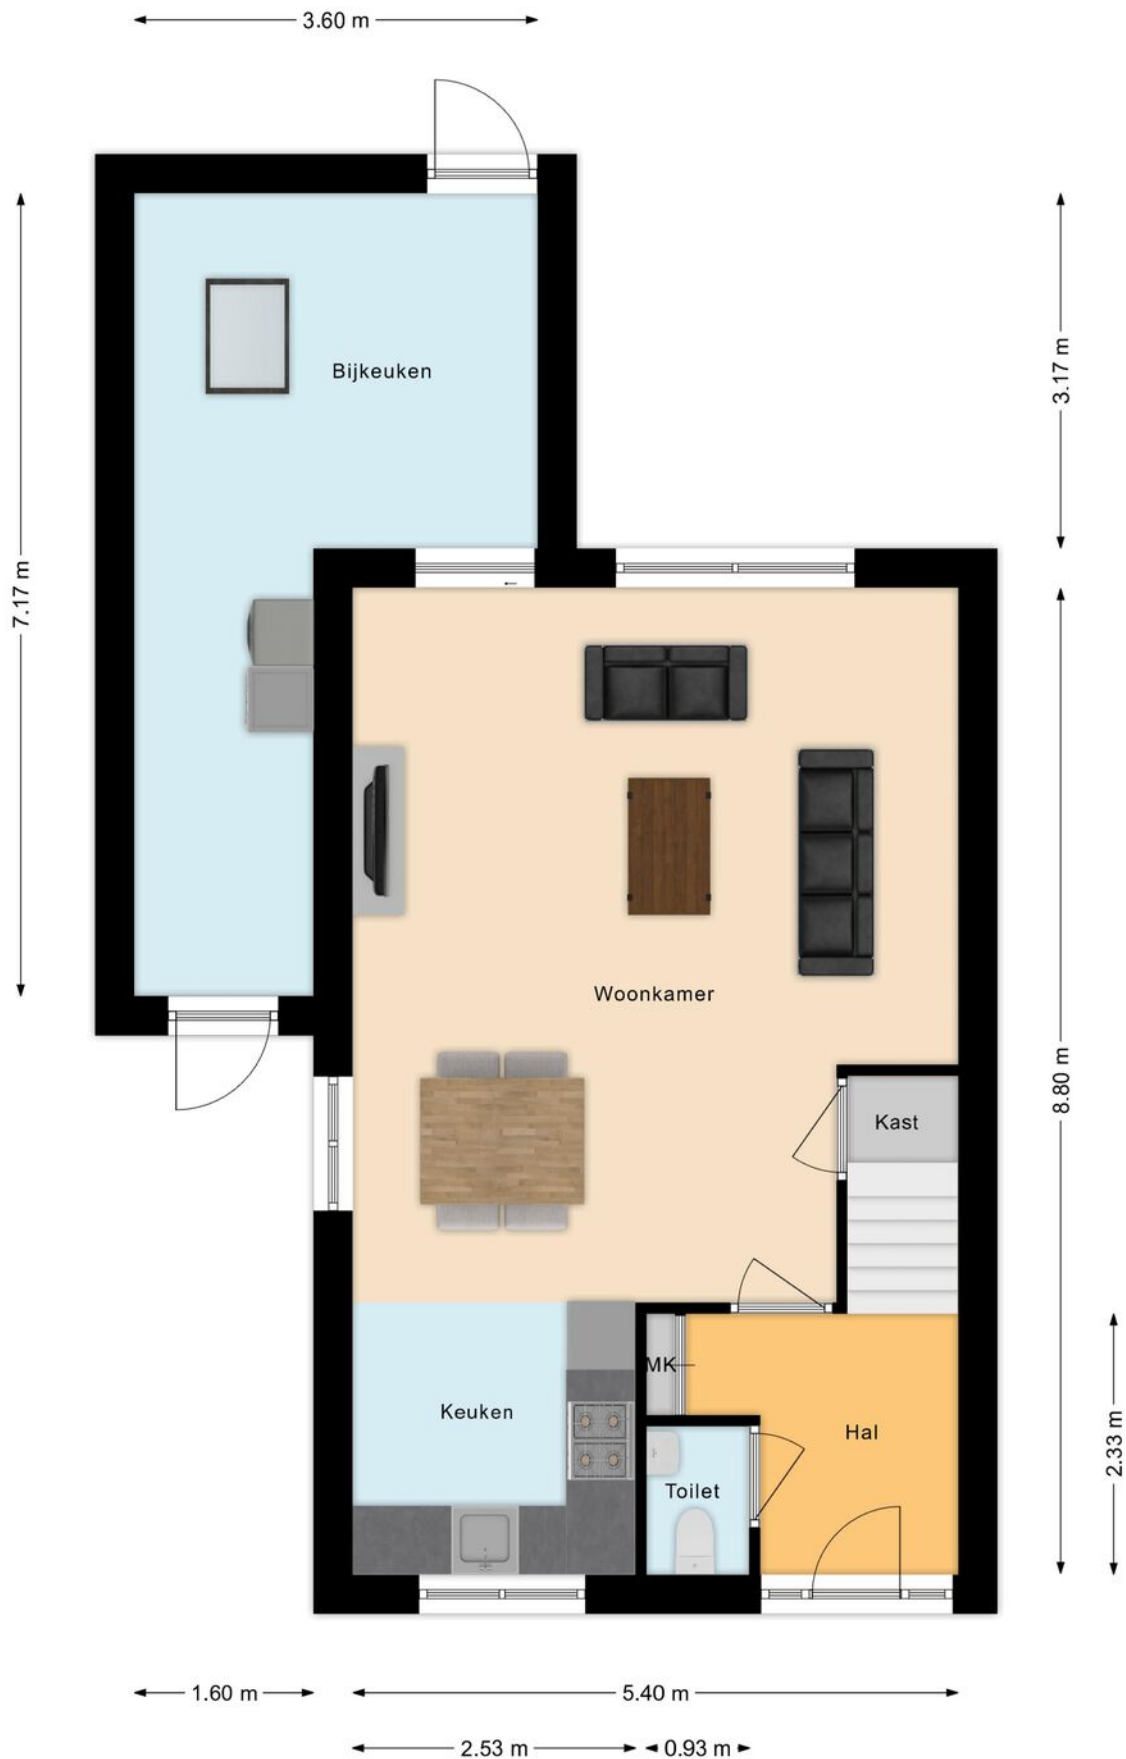 3.60 m
Bijkeuken
3.17 m
7.17 m
Woonkamer
8.80 m
Kast
MK
Keuken
Hal
2.33 m
Toilet
1.60 m
5.40 m
2.53 m
0.93 m